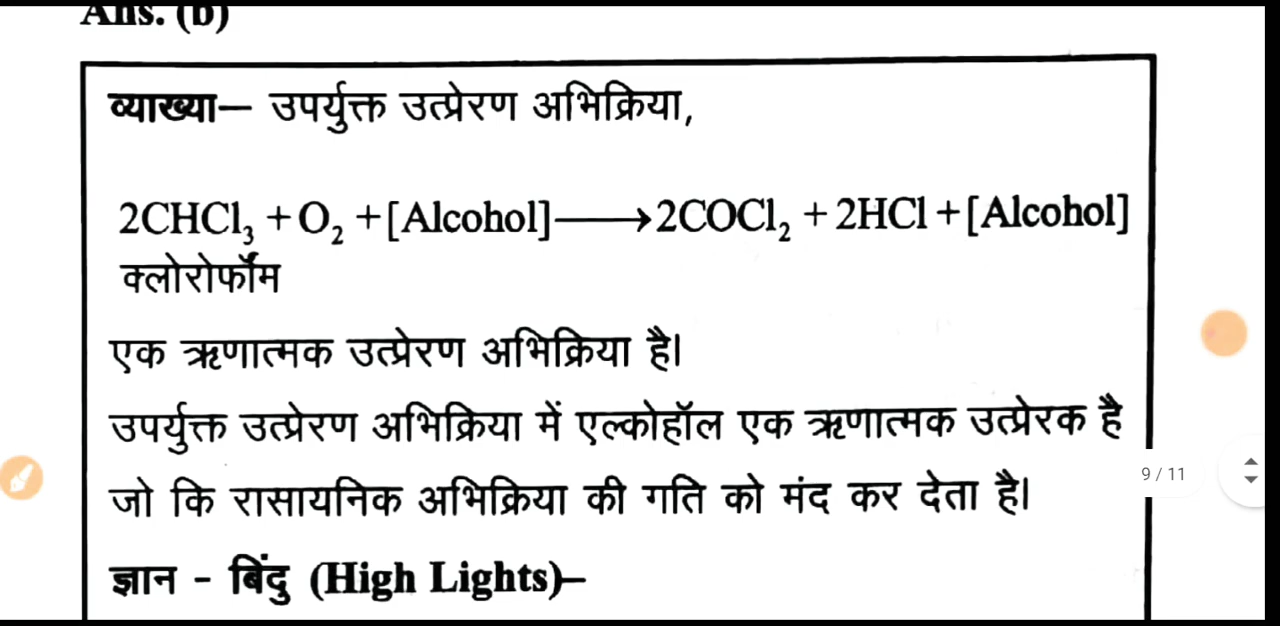 Ans. (b)
व्याख्या— उपर्युक्त उत्प्रेरण अभिक्रिया,
2CHCl₃ + O₂ + [Alcohol] ⟶ 2COCl₂ + 2HCl + [Alcohol]
क्लोरोफॉर्म
एक ऋणात्मक उत्प्रेरण अभिक्रिया है।
उपर्युक्त उत्प्रेरण अभिक्रिया में एल्कोहॉल एक ऋणात्मक उत्प्रेरक है
जो कि रासायनिक अभिक्रिया की गति को मंद कर देता है।
9 / 11
ज्ञान - बिंदु (High Lights)–